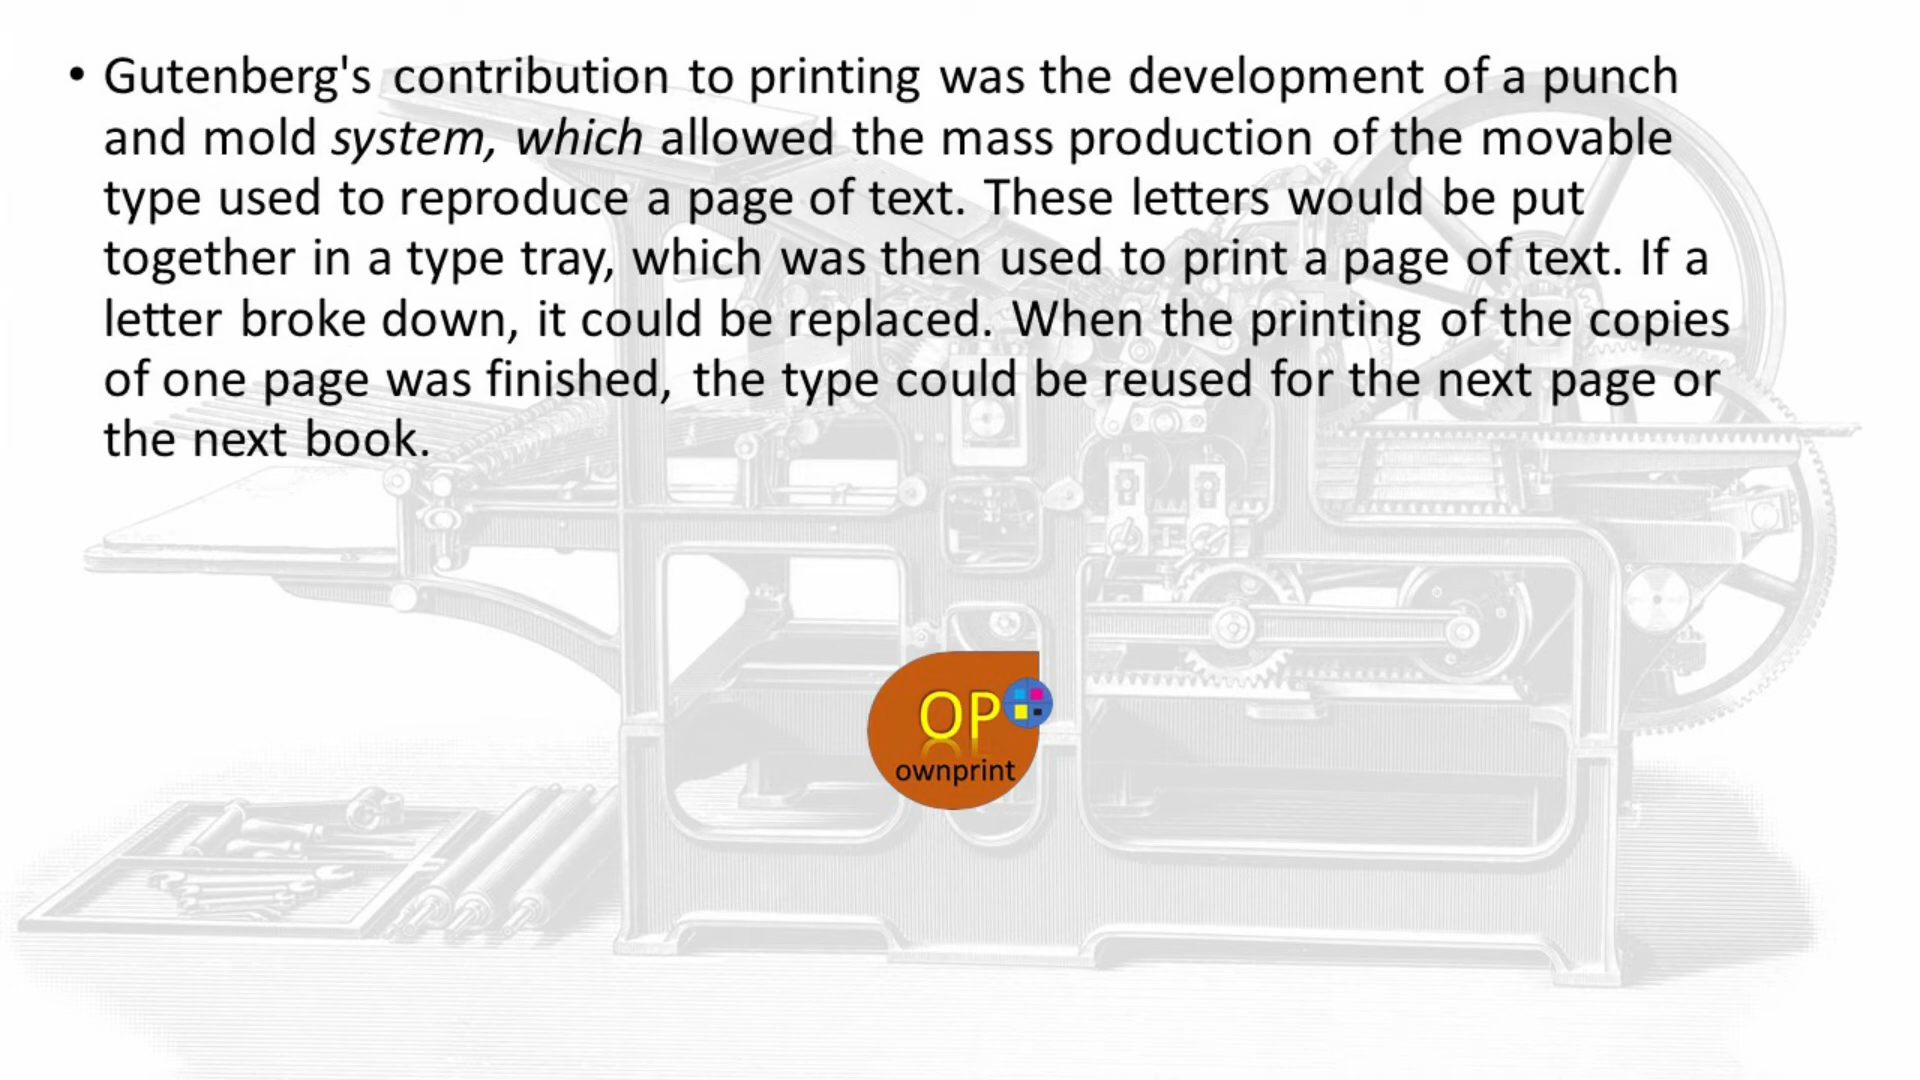 • Gutenberg's contribution to printing was the development of a punch
and mold system, which allowed the mass production of the movable
type used to reproduce a page of text. These letters would be put
together in a type tray, which was then used to print a page of text. If a
letter broke down, it could be replaced. When the printing of the copies
of one page was finished, the type could be reused for the next page or
the next book.
OP
ownprint